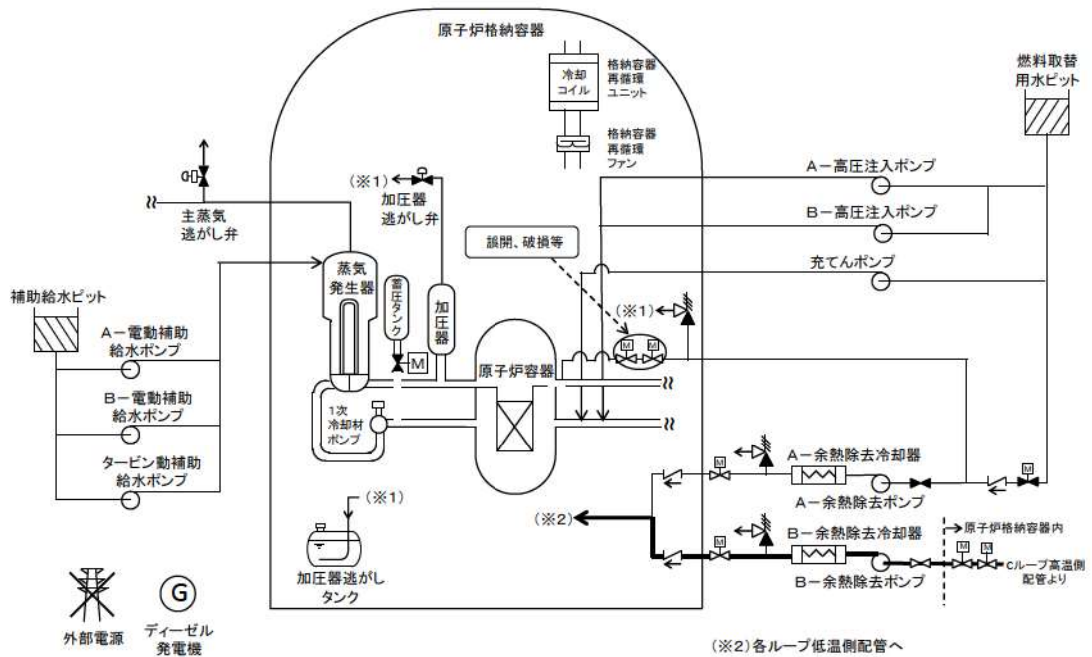 原子炉格納容器
冷却
コイル
格納容器
再循環
ユニット
格納容器
再循環
ファン
燃料取替
用水ピット
A-高圧注入ポンプ
B-高圧注入ポンプ
充てんポンプ
主蒸気
逃がし弁
(※1)
加圧器
逃がし弁
誤開、破損等
(※1)
蒸気
発生器
蓄圧タンク
加圧器
M
M
M
原子炉容器
1次
冷却材
ポンプ
補助給水ピット
A-電動補助
給水ポンプ
B-電動補助
給水ポンプ
タービン動補助
給水ポンプ
(※1)
加圧器逃がし
タンク
(※2)
M
A-余熱除去冷却器
A-余熱除去ポンプ
M
M
B-余熱除去冷却器
B-余熱除去ポンプ
原子炉格納容器内
M
M
Cループ高温側
配管より
外部電源
G
ディーゼル
発電機
(※2)各ループ低温側配管へ